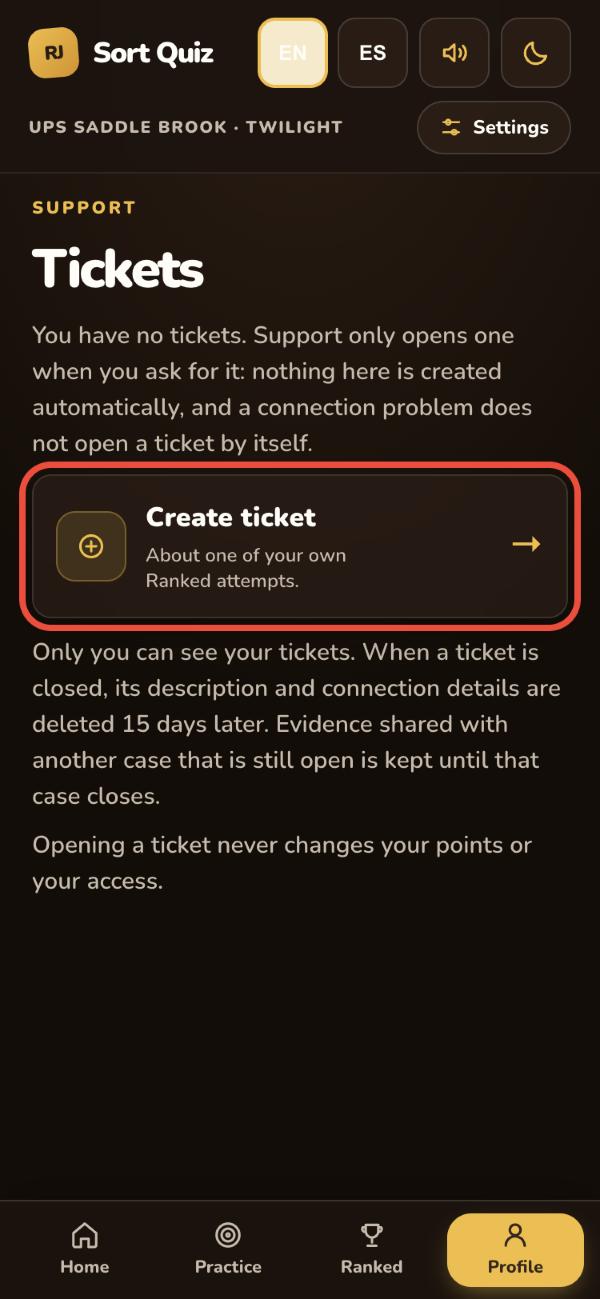 RJ
Sort Quiz
EN
ES
UPS SADDLE BROOK · TWILIGHT
Settings
SUPPORT
Tickets
You have no tickets. Support only opens one
when you ask for it: nothing here is created
automatically, and a connection problem does
not open a ticket by itself.
Create ticket
About one of your own
Ranked attempts.
Only you can see your tickets. When a ticket is
closed, its description and connection details are
deleted 15 days later. Evidence shared with
another case that is still open is kept until that
case closes.
Opening a ticket never changes your points or
your access.
Home
Practice
Ranked
Profile